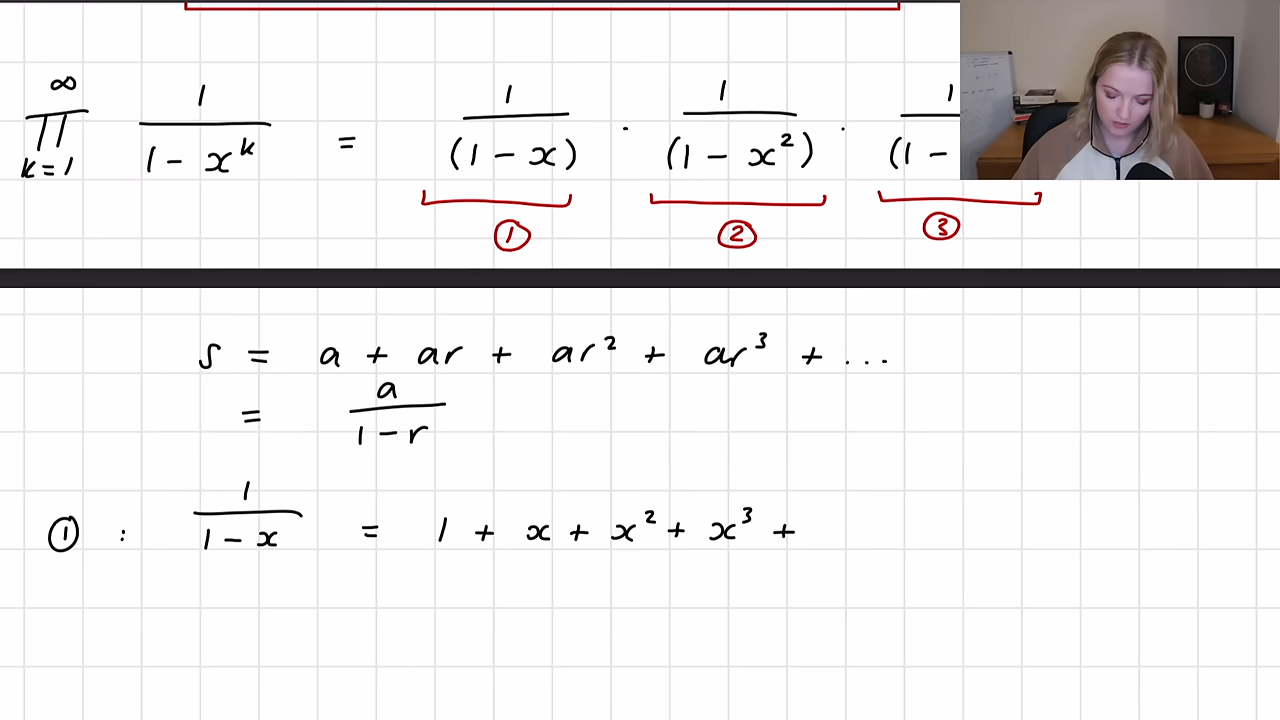 ∞
∏ 1/(1 - x^k) = 1/((1 - x)) · 1/((1 - x²)) · 1/((1 -
k=1
① ② ③
s = a + ar + ar² + ar³ + ...
= a/(1 - r)
① : 1/(1 - x) = 1 + x + x² + x³ +